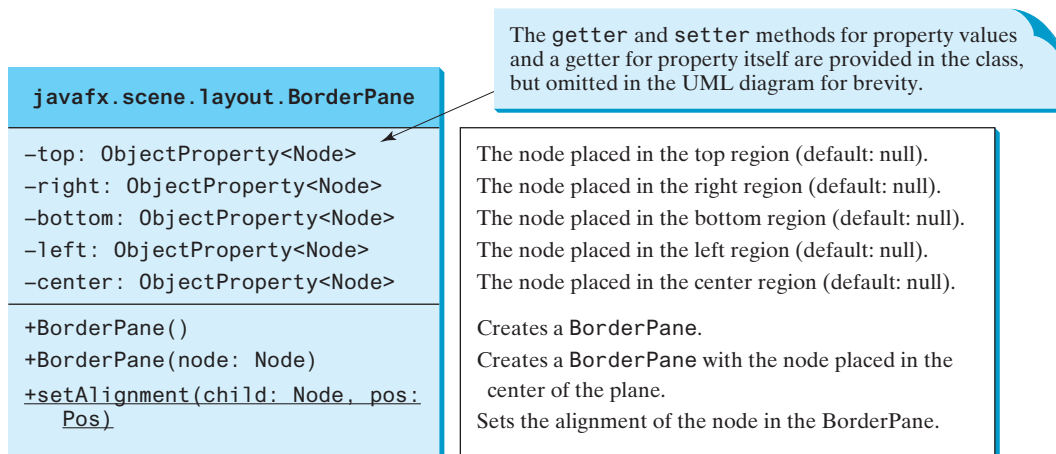 The getter and setter methods for property values
and a getter for property itself are provided in the class,
but omitted in the UML diagram for brevity.
javafx.scene.layout.BorderPane
–top: ObjectProperty<Node>
–right: ObjectProperty<Node>
–bottom: ObjectProperty<Node>
–left: ObjectProperty<Node>
–center: ObjectProperty<Node>
+BorderPane()
+BorderPane(node: Node)
+setAlignment(child: Node, pos:
Pos)
The node placed in the top region (default: null).
The node placed in the right region (default: null).
The node placed in the bottom region (default: null).
The node placed in the left region (default: null).
The node placed in the center region (default: null).
Creates a BorderPane.
Creates a BorderPane with the node placed in the
center of the plane.
Sets the alignment of the node in the BorderPane.